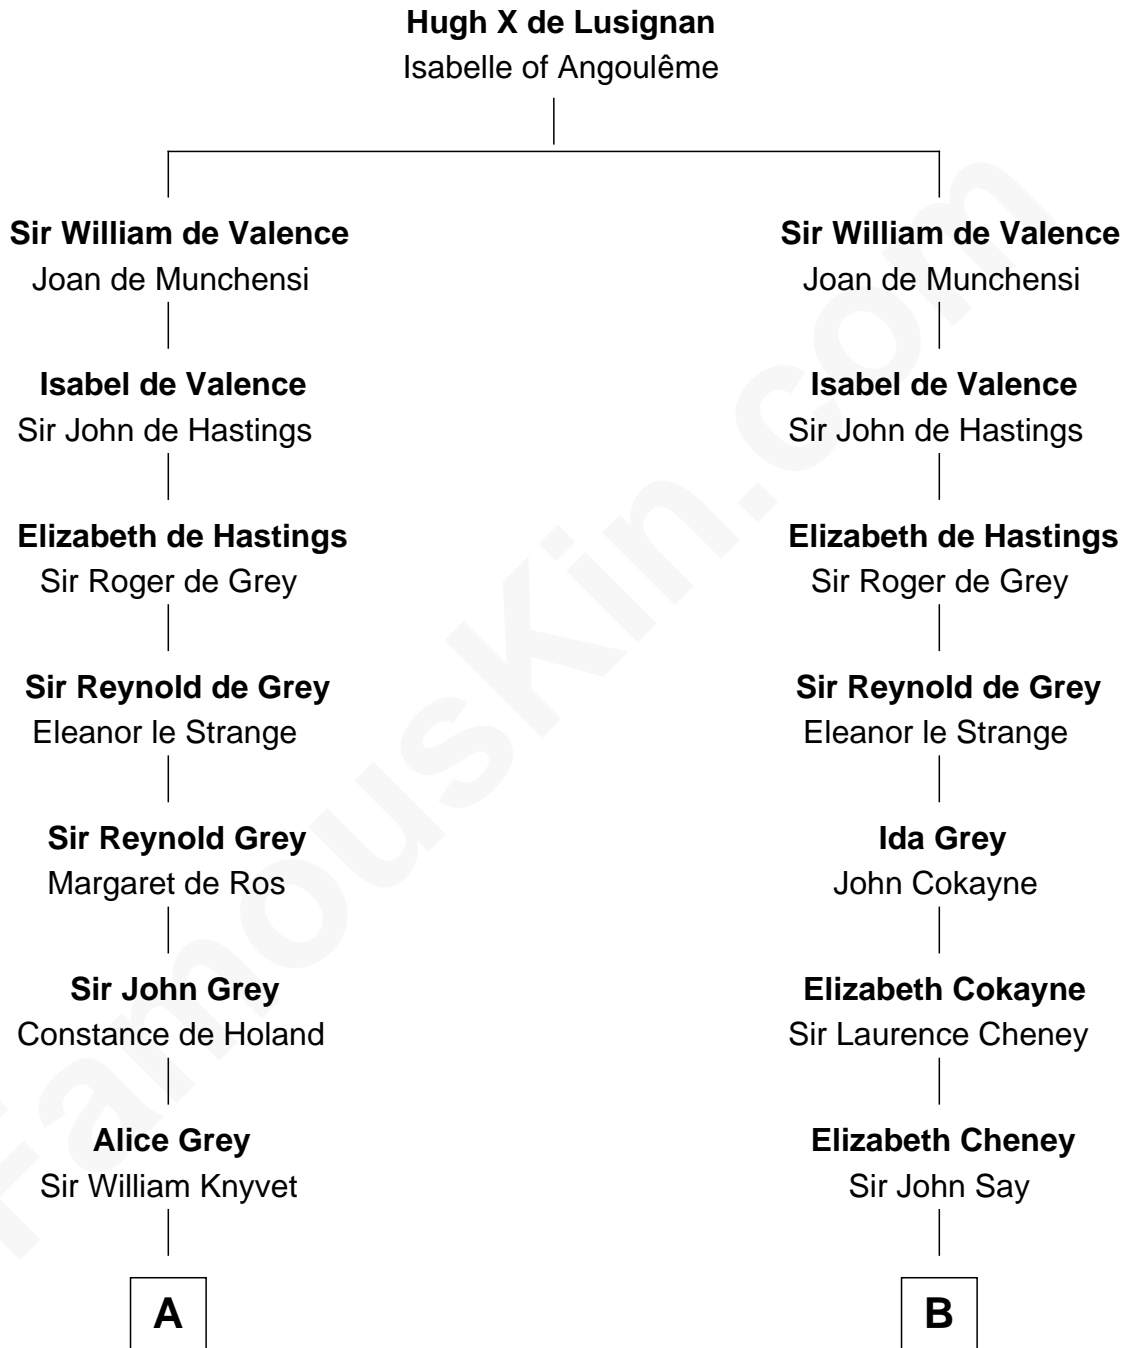 Hugh X de Lusignan
Isabelle of Angoulême
Sir William de Valence
Joan de Munchensi
Isabel de Valence
Sir John de Hastings
Elizabeth de Hastings
Sir Roger de Grey
Sir Reynold de Grey
Eleanor le Strange
Sir Reynold Grey
Margaret de Ros
Sir John Grey
Constance de Holand
Alice Grey
Sir William Knyvet
A
Sir William de Valence
Joan de Munchensi
Isabel de Valence
Sir John de Hastings
Elizabeth de Hastings
Sir Roger de Grey
Sir Reynold de Grey
Eleanor le Strange
Ida Grey
John Cokayne
Elizabeth Cokayne
Sir Laurence Cheney
Elizabeth Cheney
Sir John Say
B
FamousKin.com